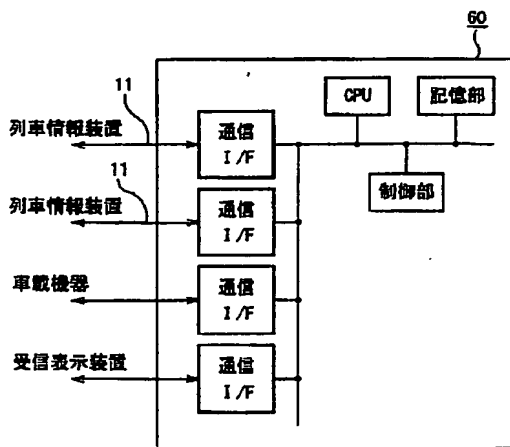 60
11
列車情報装置
通信
I/F
CPU
記憶部
制御部
11
列車情報装置
通信
I/F
車載機器
通信
I/F
受信表示装置
通信
I/F